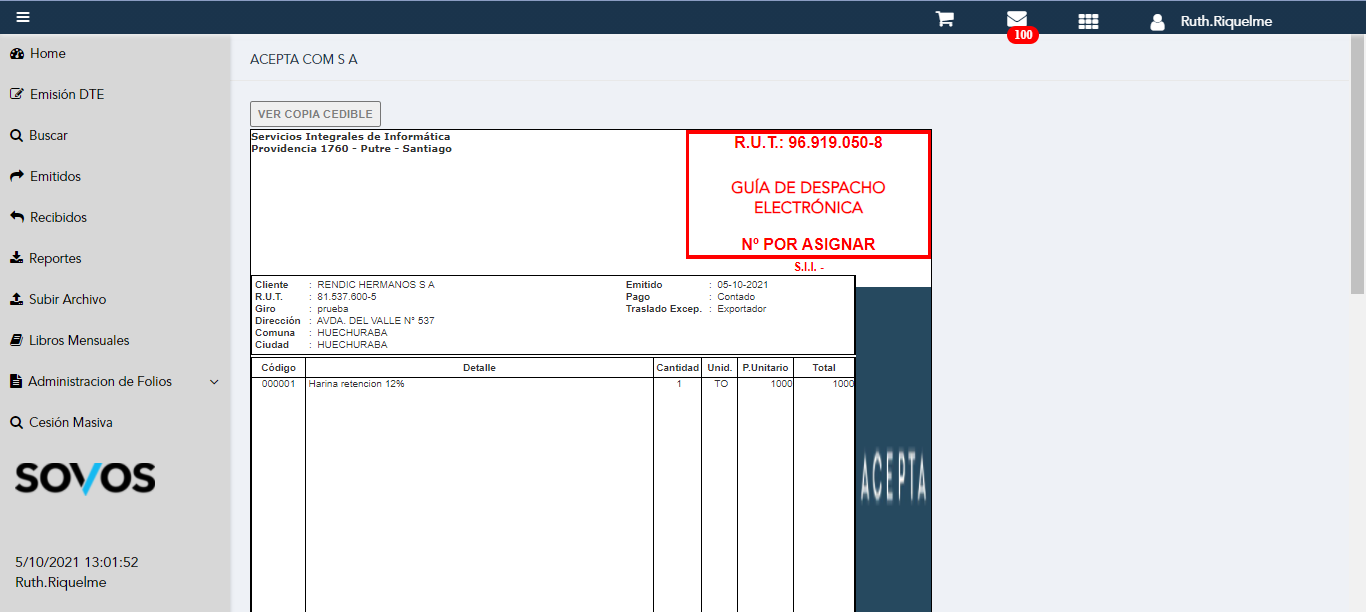 Ruth.Riquelme
100
Home
Emisión DTE
Buscar
Emitidos
Recibidos
Reportes
Subir Archivo
Libros Mensuales
Administracion de Folios
Cesión Masiva
SOVOS
5/10/2021 13:01:52
Ruth.Riquelme
ACEPTA COM S A
VER COPIA CEDIBLE
Servicios Integrales de Informática
Providencia 1760 - Putre - Santiago
R.U.T.: 96.919.050-8
GUÍA DE DESPACHO
ELECTRÓNICA
Nº POR ASIGNAR
S.I.I. -
Cliente : RENDIC HERMANOS S A Emitido : 05-10-2021
R.U.T. : 81.537.600-5 Pago : Contado
Giro : prueba Traslado Excep. : Exportador
Dirección : AVDA. DEL VALLE N° 537
Comuna : HUECHURABA
Ciudad : HUECHURABA
Código Detalle Cantidad Unid. P.Unitario Total
000001 Harina retencion 12% 1 TO 1000 1000
ACEPTA